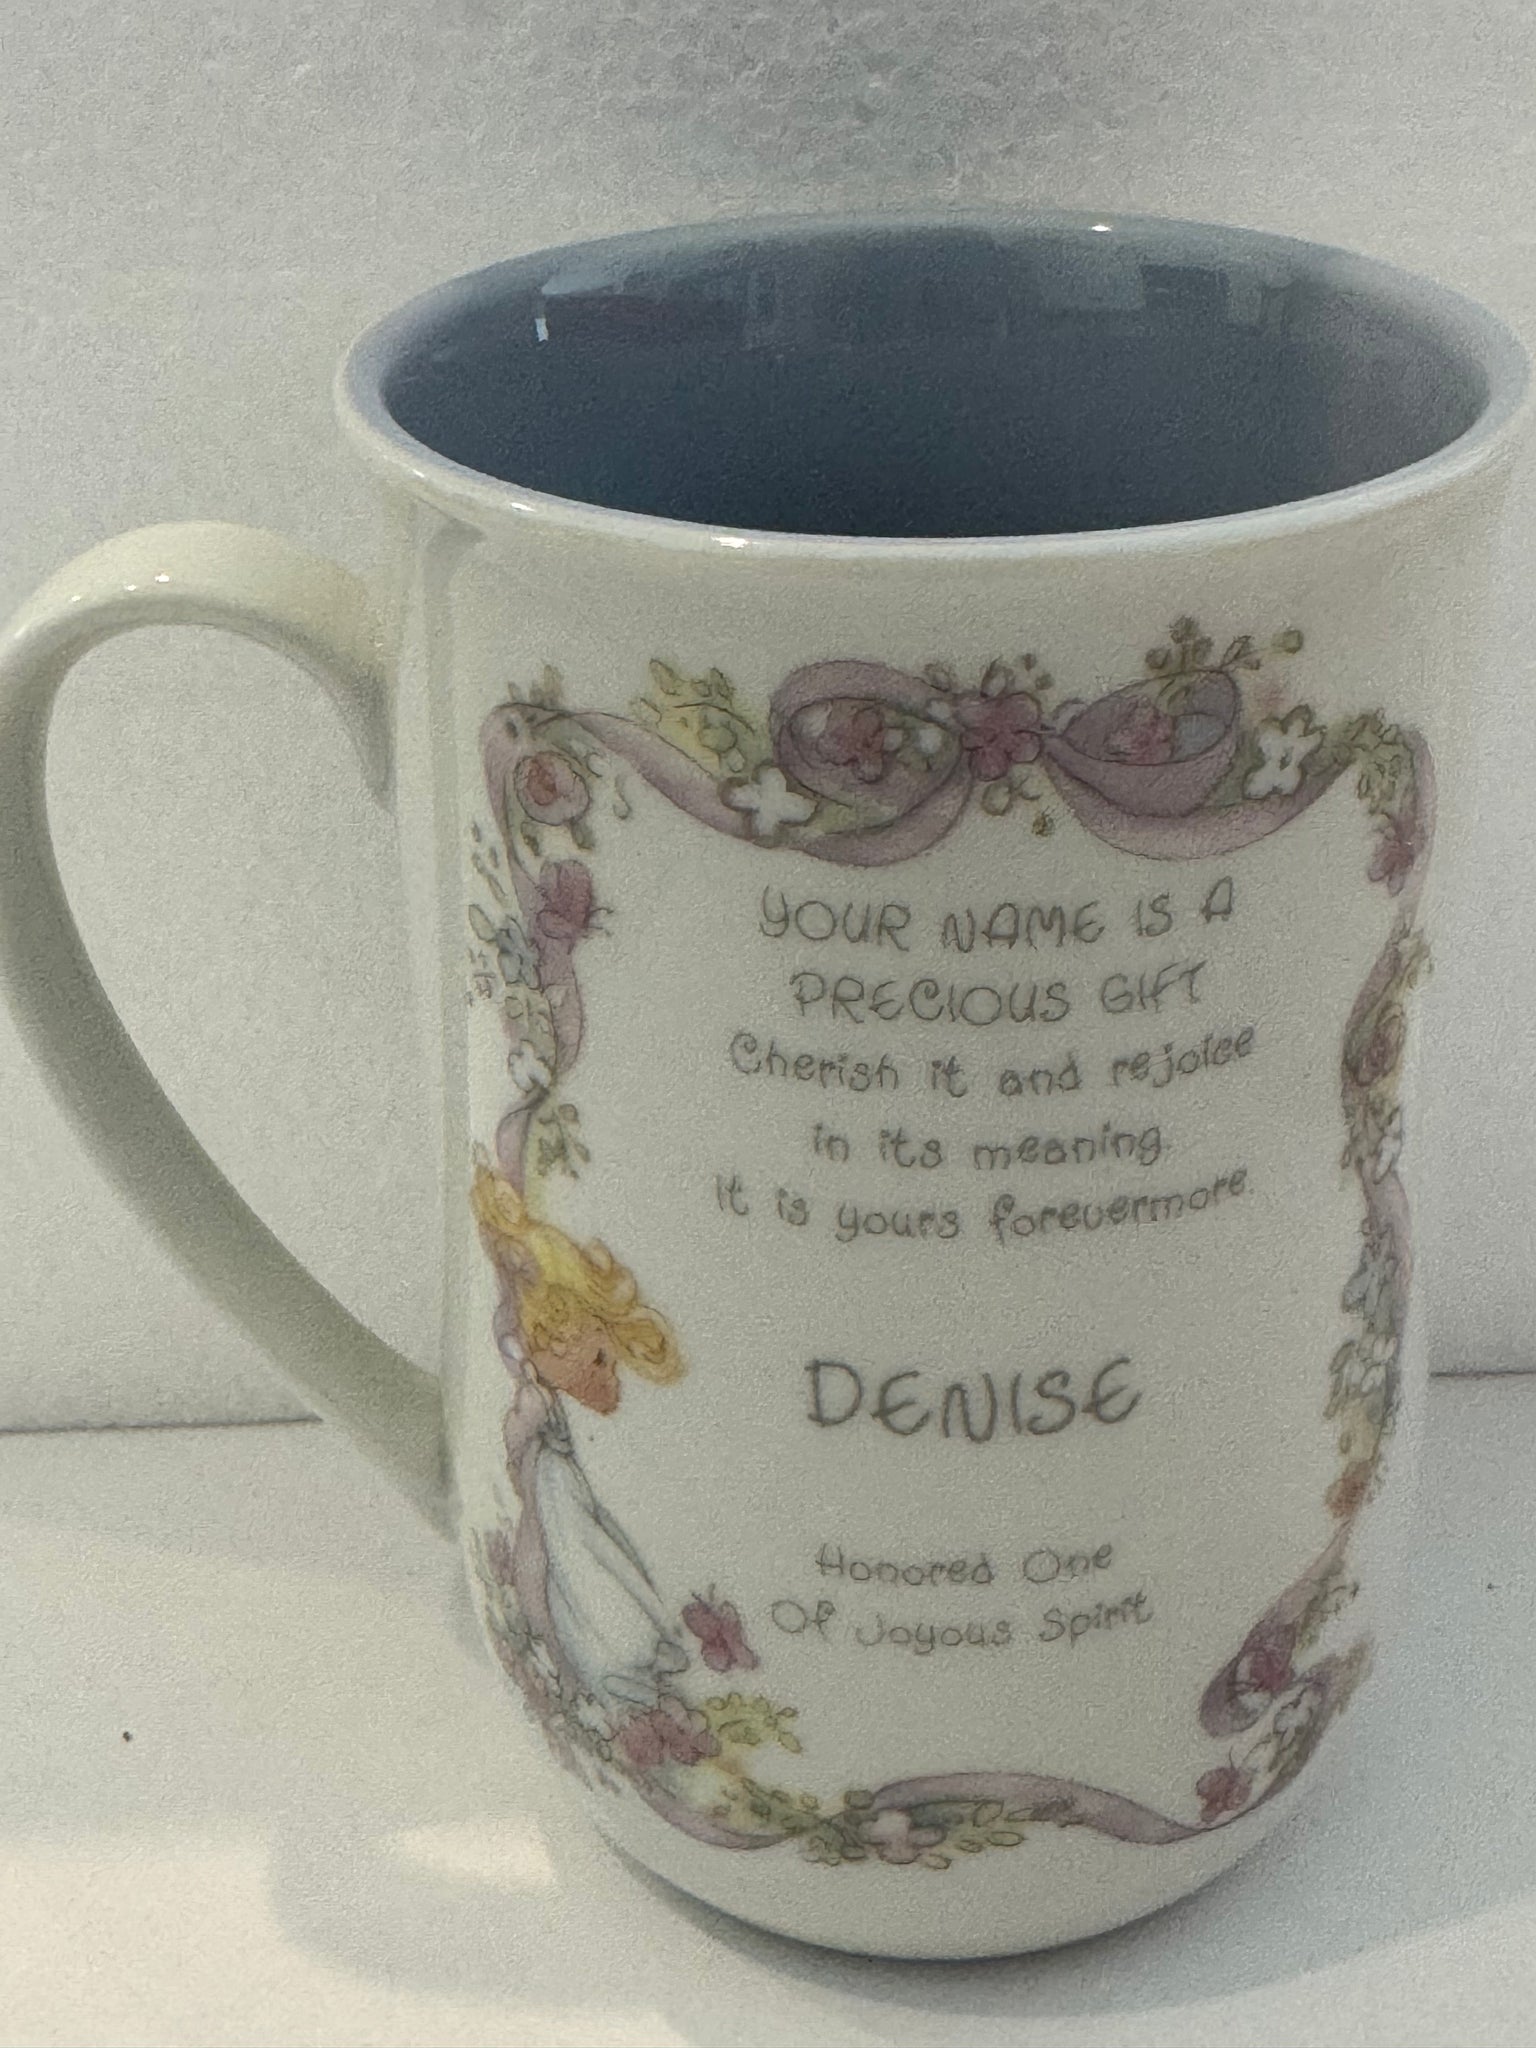 YOUR NAME IS A
PRECIOUS GIFT
Cherish it and rejoice
in its meaning.
It is yours forevermore.
DENISE
Honored One
Of Joyous Spirit